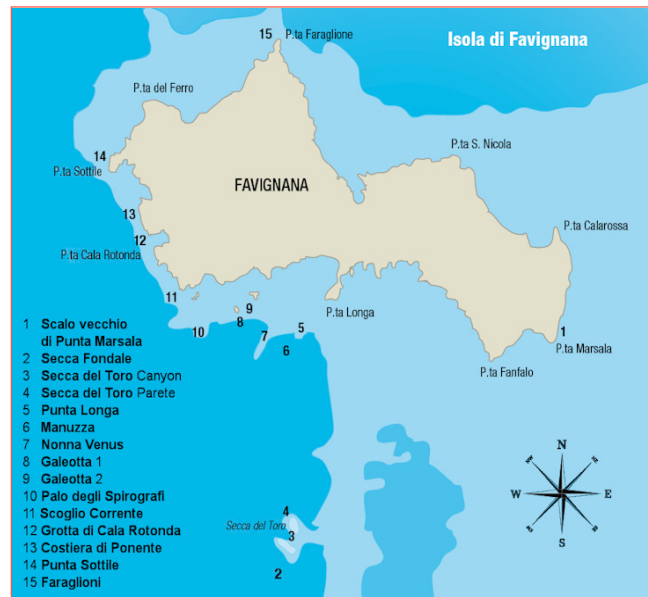 15 P.ta Faraglione
Isola di Favignana
P.ta del Ferro
P.ta S. Nicola
14
P.ta Sottile
FAVIGNANA
13
P.ta Calarossa
12
P.ta Cala Rotonda
11
9
P.ta Longa
8
10
7
5
6
1
P.ta Marsala
P.ta Fanfalo
1 Scalo vecchio
di Punta Marsala
2 Secca Fondale
3 Secca del Toro Canyon
4 Secca del Toro Parete
5 Punta Longa
6 Manuzza
7 Nonna Venus
8 Galeotta 1
9 Galeotta 2
10 Palo degli Spirografi
11 Scoglio Corrente
12 Grotta di Cala Rotonda
13 Costiera di Ponente
14 Punta Sottile
15 Faraglioni
4
Secca del Toro
3
2
N
W E
S